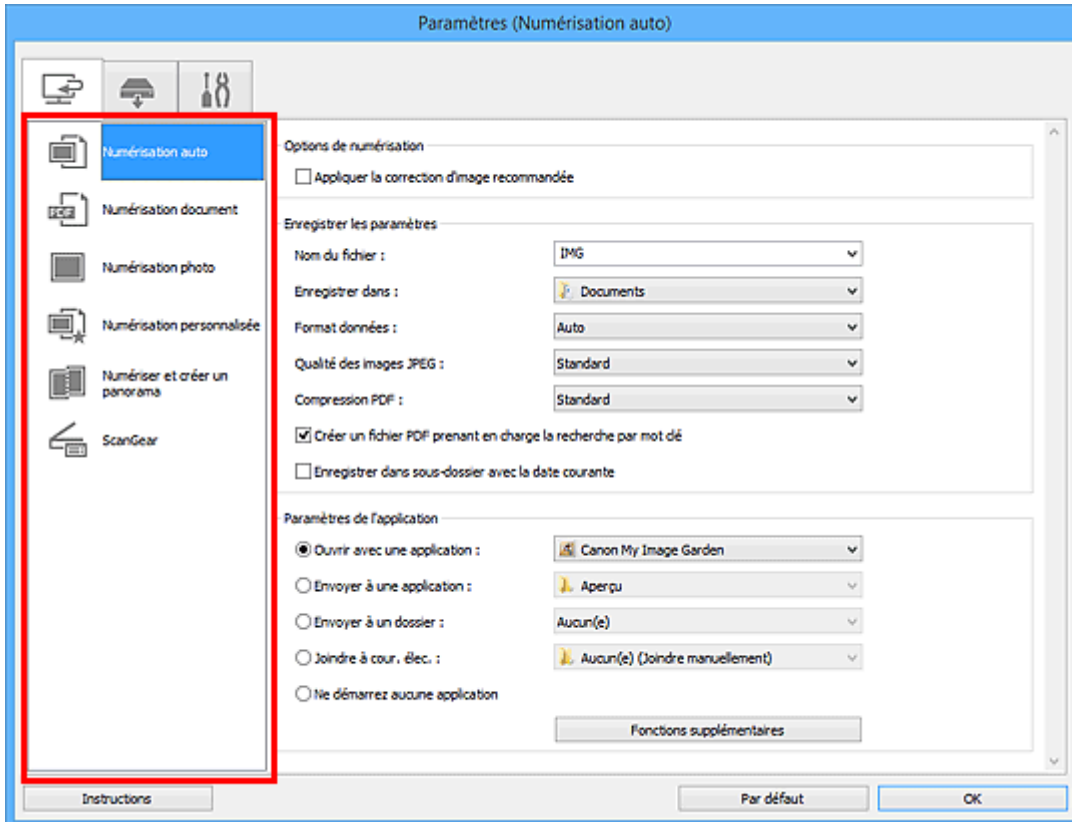 Paramètres (Numérisation auto)
Numérisation auto
Numérisation document
Numérisation photo
Numérisation personnalisée
Numériser et créer un
panorama
ScanGear
Options de numérisation
Appliquer la correction d'image recommandée
Enregistrer les paramètres
Nom du fichier : IMG
Enregistrer dans : Documents
Format données : Auto
Qualité des images JPEG : Standard
Compression PDF : Standard
Créer un fichier PDF prenant en charge la recherche par mot clé
Enregistrer dans sous-dossier avec la date courante
Paramètres de l'application
Ouvrir avec une application : Canon My Image Garden
Envoyer à une application : Aperçu
Envoyer à un dossier : Aucun(e)
Joindre à cour. élec. : Aucun(e) (Joindre manuellement)
Ne démarrez aucune application
Fonctions supplémentaires
Instructions
Par défaut
OK